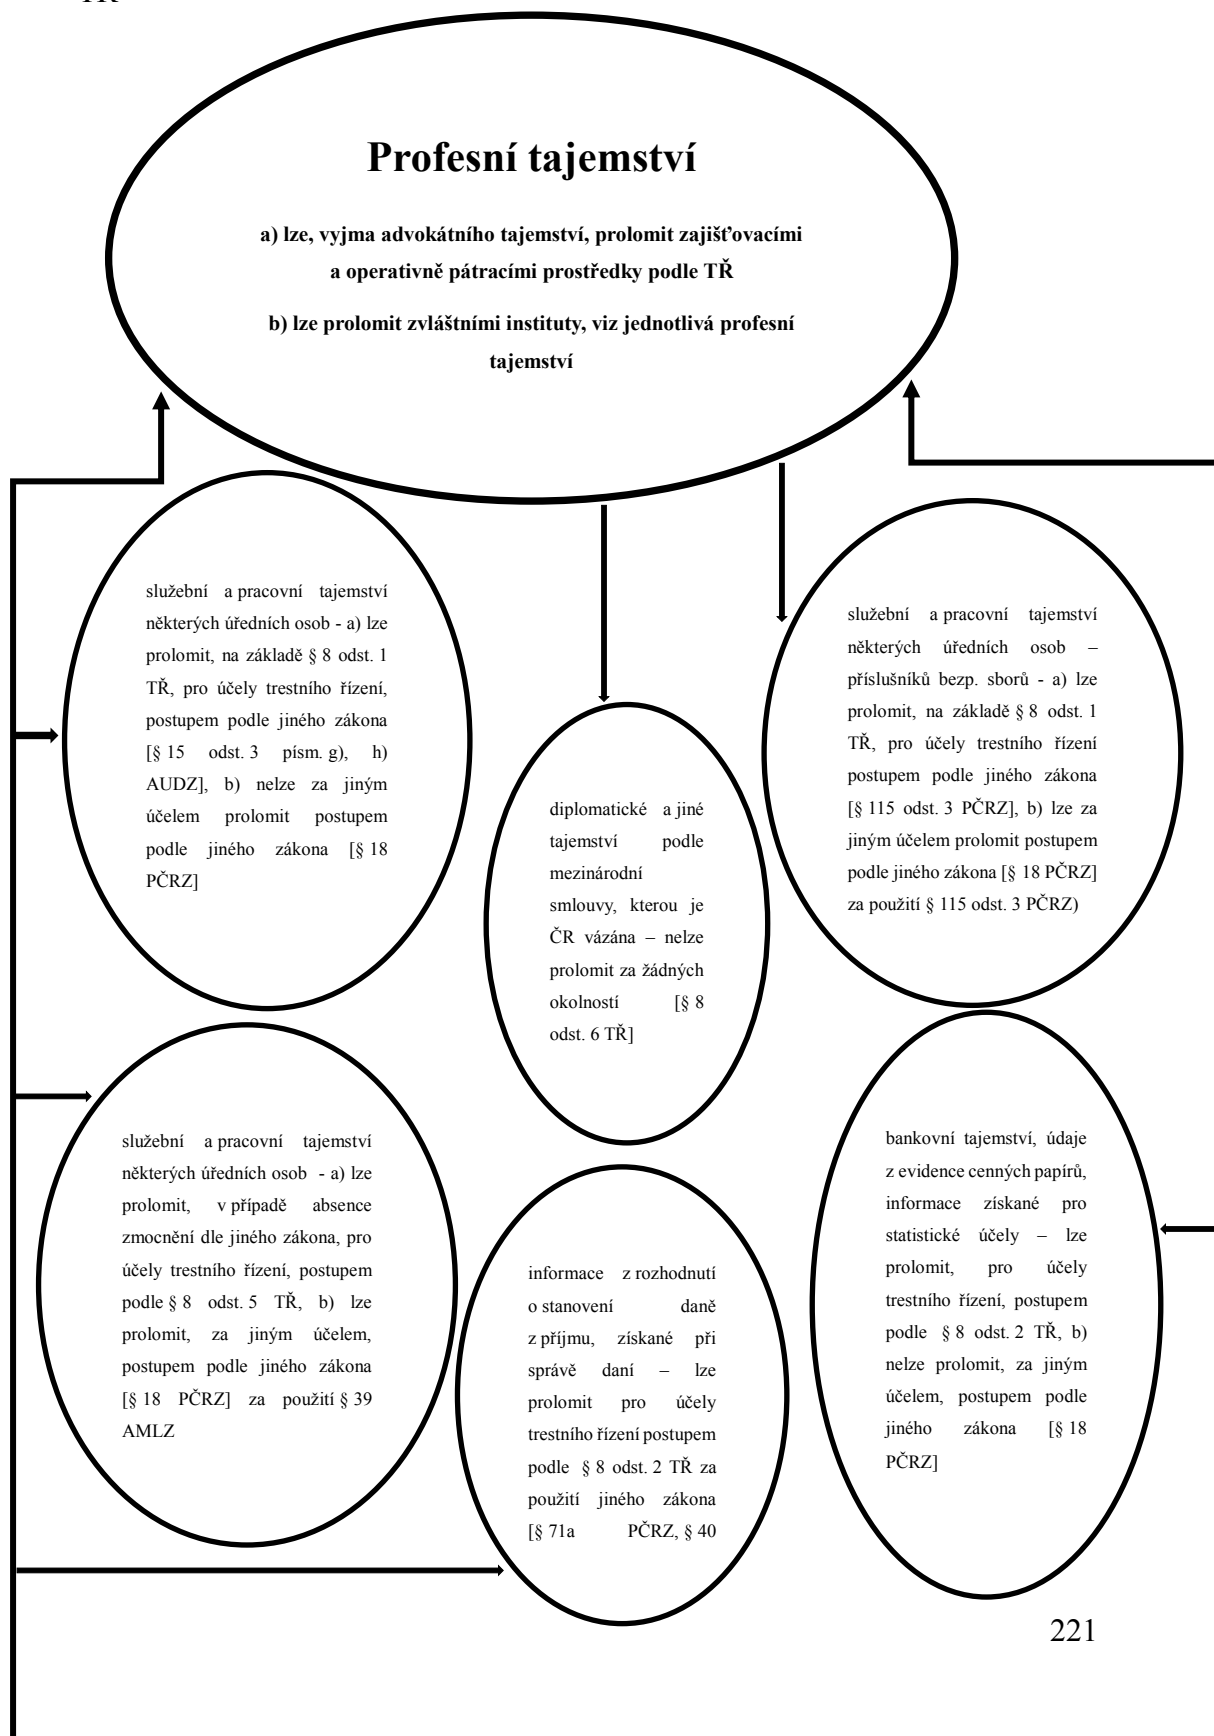 Profesní tajemství
a) lze, vyjma advokátního tajemství, prolomit zajišťovacími
a operativně pátracími prostředky podle TŘ
b) lze prolomit zvláštními instituty, viz jednotlivá profesní
tajemství
služební a pracovní tajemství
některých úředních osob - a) lze
prolomit, na základě § 8 odst. 1
TŘ, pro účely trestního řízení,
postupem podle jiného zákona
[§ 15 odst. 3 písm. g), h)
AUDZ], b) nelze za jiným
účelem prolomit postupem
podle jiného zákona [§ 18
PČRZ]
služební a pracovní tajemství
některých úředních osob –
příslušníků bezp. sborů - a) lze
prolomit, na základě § 8 odst. 1
TŘ, pro účely trestního řízení
postupem podle jiného zákona
[§ 115 odst. 3 PČRZ], b) lze za
jiným účelem prolomit postupem
podle jiného zákona [§ 18 PČRZ]
za použití § 115 odst. 3 PČRZ)
diplomatické a jiné
tajemství podle
mezinárodní
smlouvy, kterou je
ČR vázána – nelze
prolomit za žádných
okolností [§ 8
odst. 6 TŘ]
služební a pracovní tajemství
některých úředních osob - a) lze
prolomit, v případě absence
zmocnění dle jiného zákona, pro
účely trestního řízení, postupem
podle § 8 odst. 5 TŘ, b) lze
prolomit, za jiným účelem,
postupem podle jiného zákona
[§ 18 PČRZ] za použití § 39
AMLZ
informace z rozhodnutí
o stanovení daně
z příjmu, získané při
správě daní – lze
prolomit pro účely
trestního řízení postupem
podle § 8 odst. 2 TŘ za
použití jiného zákona
[§ 71a PČRZ, § 40
bankovní tajemství, údaje
z evidence cenných papírů,
informace získané pro
statistické účely – lze
prolomit, pro účely
trestního řízení, postupem
podle § 8 odst. 2 TŘ, b)
nelze prolomit, za jiným
účelem, postupem podle
jiného zákona [§ 18
PČRZ]
221